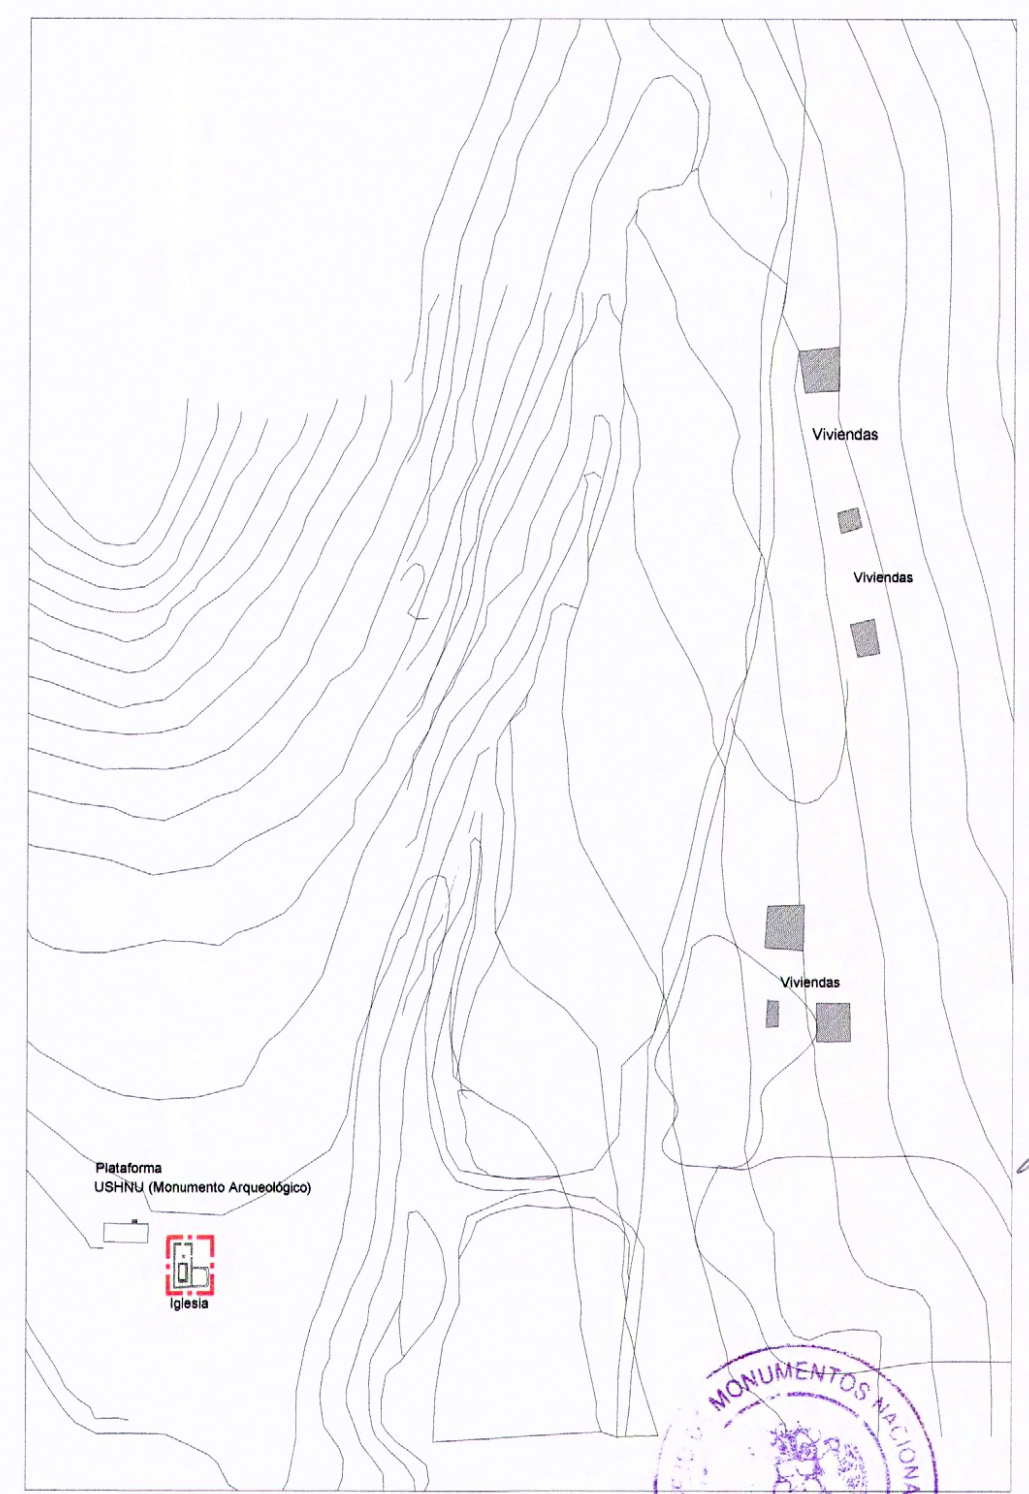 Viviendas
Viviendas
Viviendas
Plataforma
USHNU (Monumento Arqueológico)
Iglesia
MONUMENTOS NACIONA